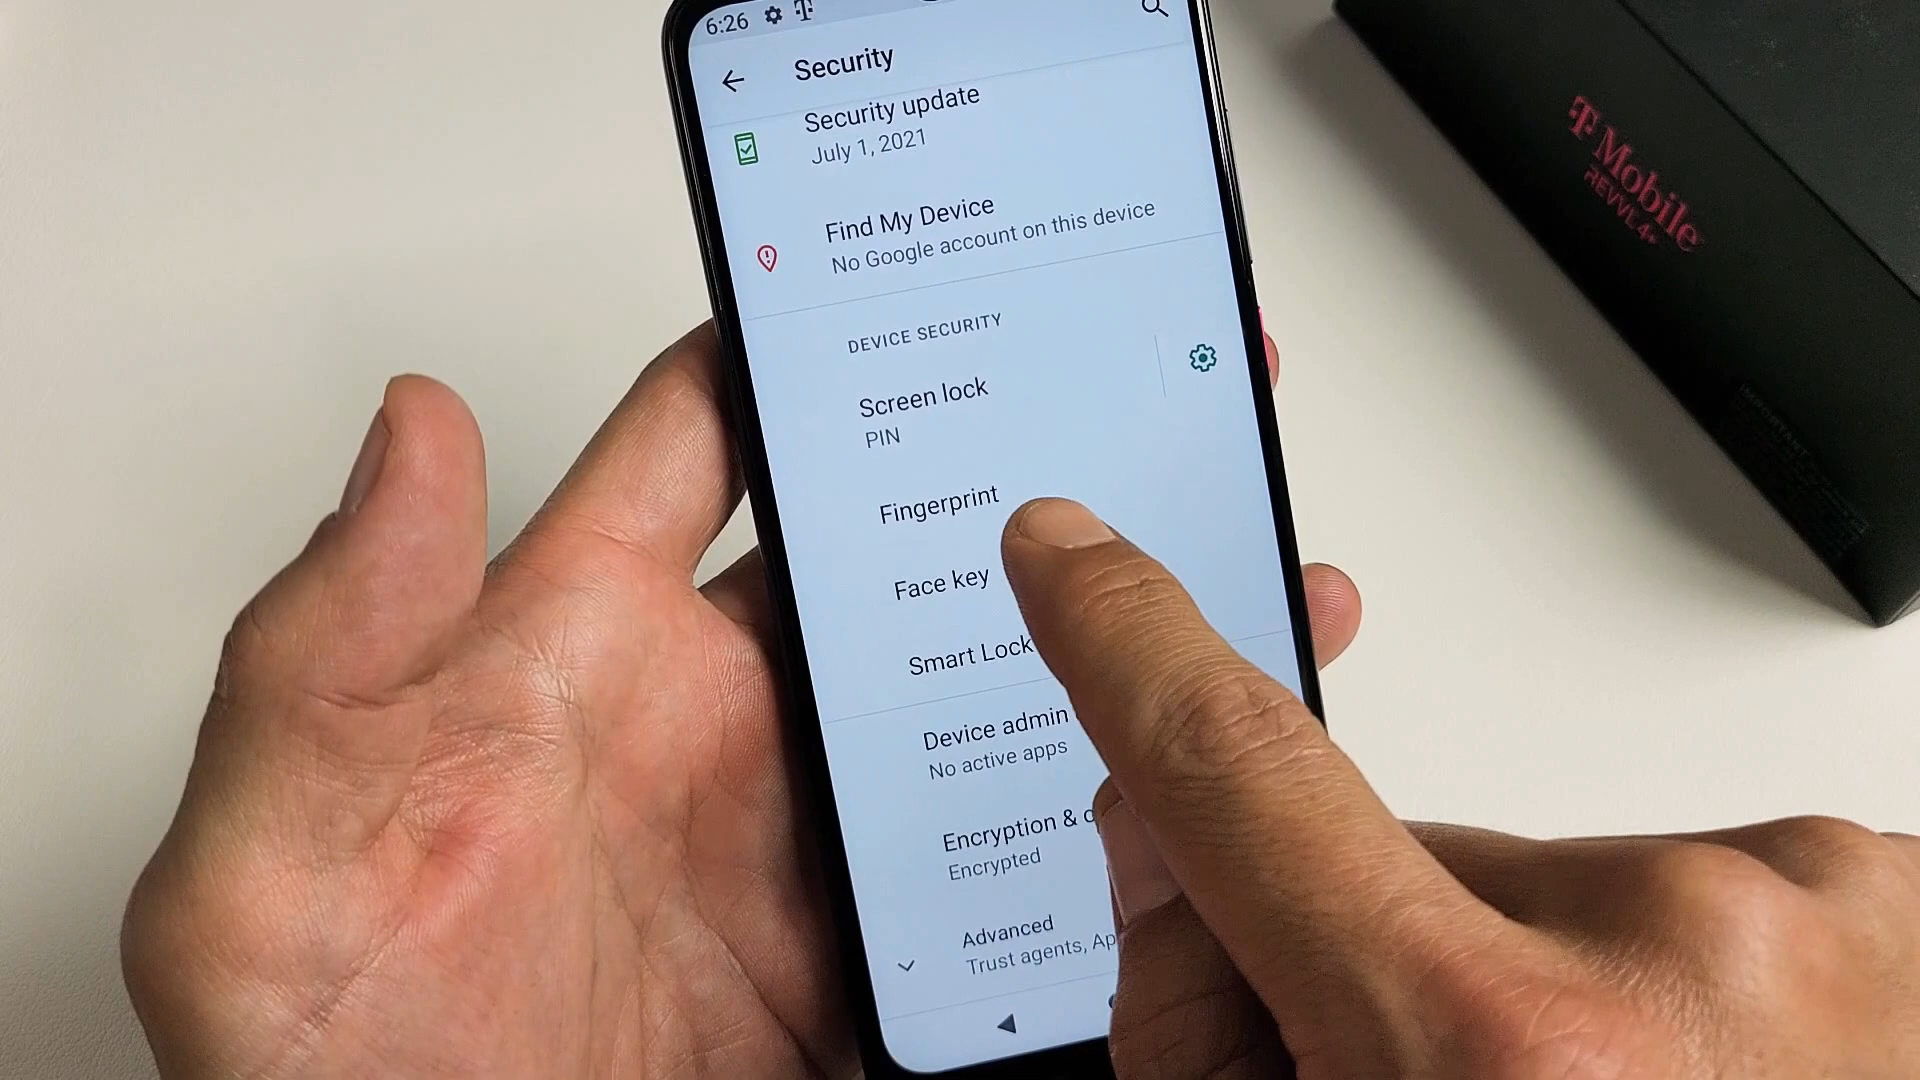 6:26
Security
Security update
July 1, 2021
Find My Device
No Google account on this device
DEVICE SECURITY
Screen lock
PIN
Fingerprint
Face key
Smart Lock
Device admin
No active apps
Encryption & c
Encrypted
Advanced
Trust agents, Ap
T Mobile
REVVL 4+
IMPORTANT